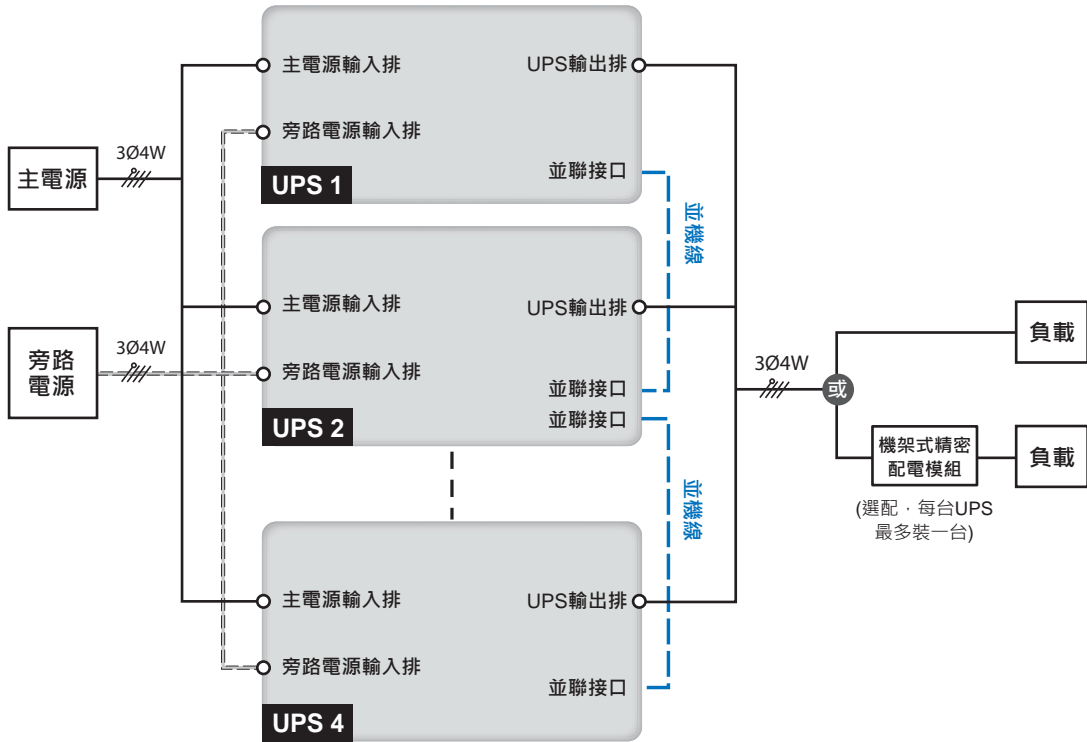 主電源輸入排
UPS輸出排
旁路電源輸入排
並聯接口
UPS 1
主電源
3Ø4W
並機線
主電源輸入排
UPS輸出排
旁路電源輸入排
並聯接口
並聯接口
UPS 2
旁路
電源
3Ø4W
並機線
主電源輸入排
UPS輸出排
旁路電源輸入排
並聯接口
UPS 4
3Ø4W
或
負載
機架式精密
配電模組
負載
(選配，每台UPS
最多裝一台)